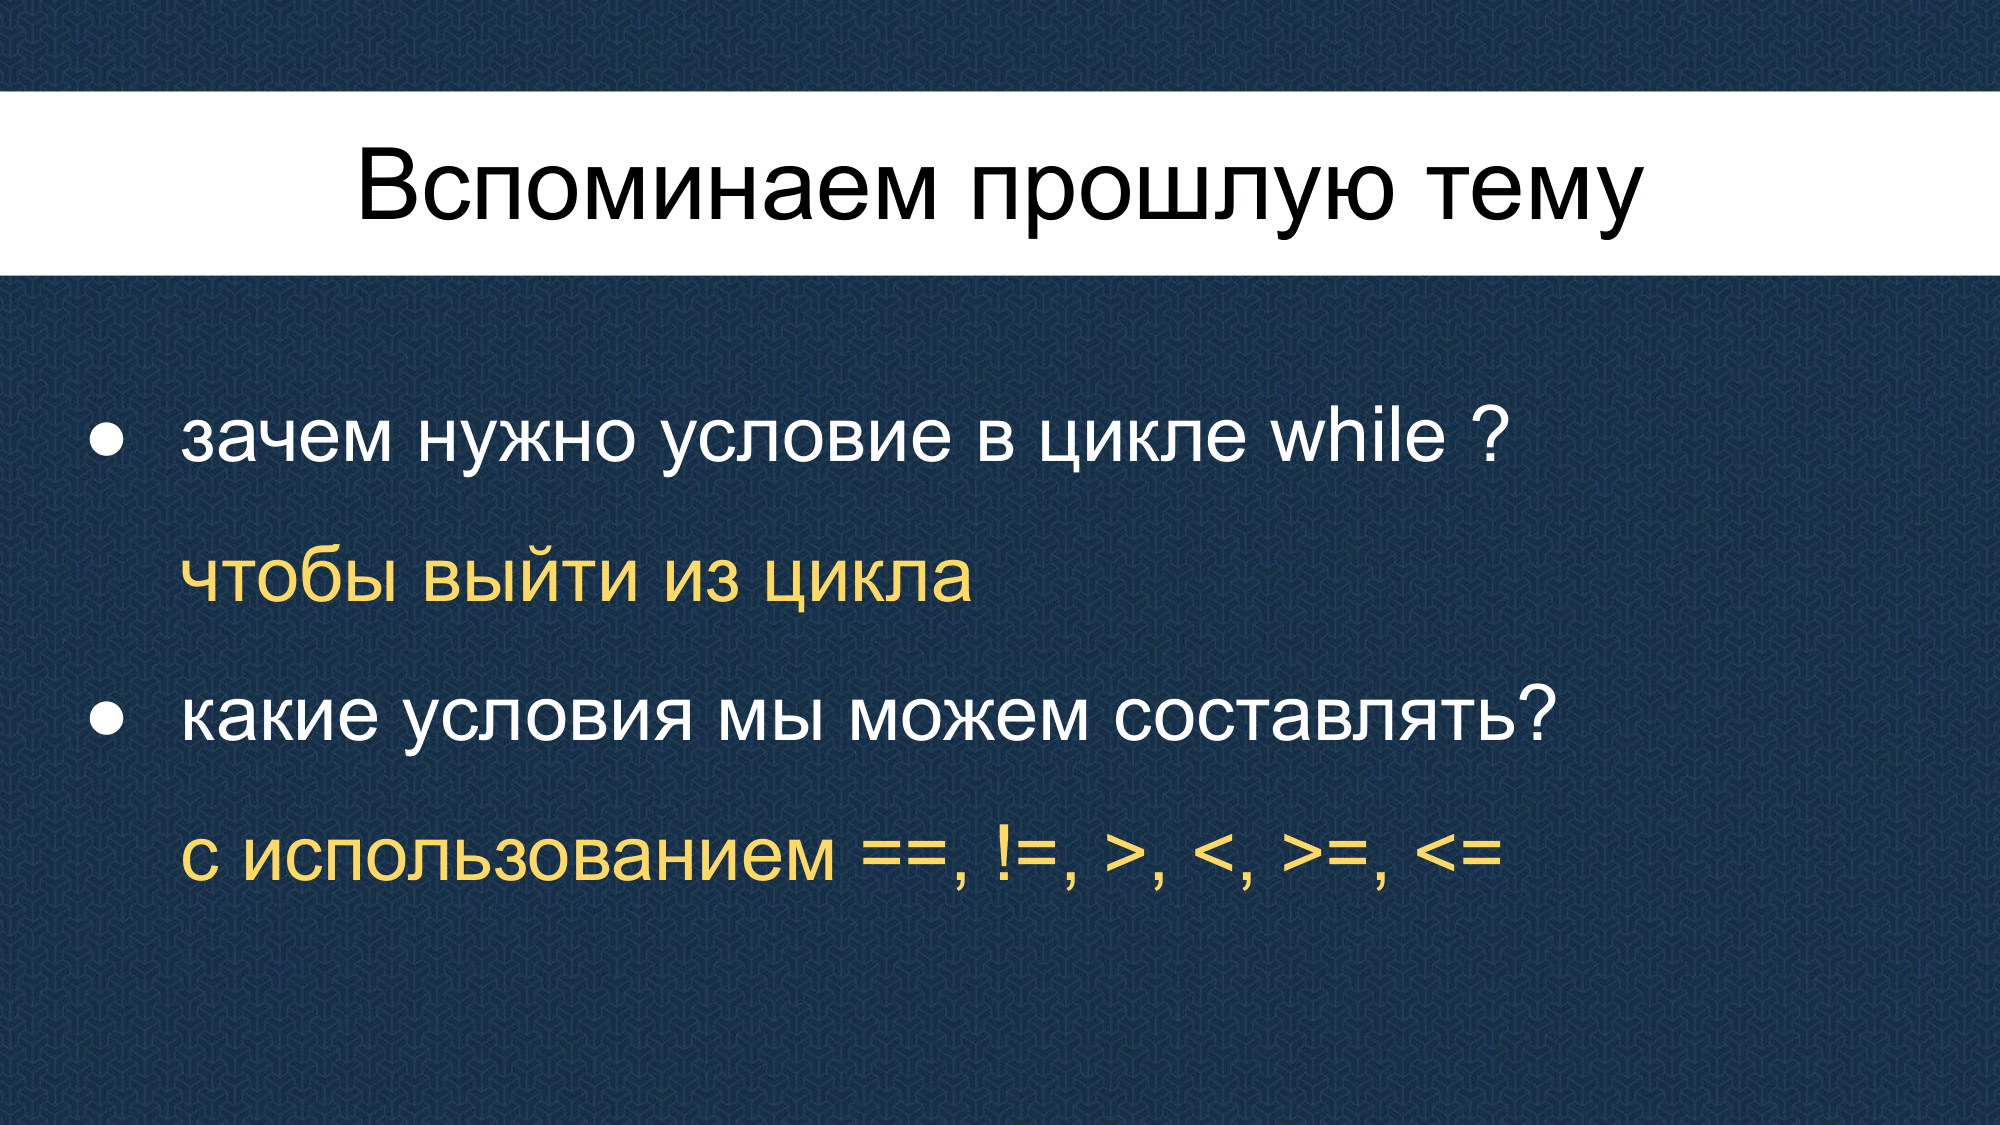 Вспоминаем прошлую тему
● зачем нужно условие в цикле while ?
чтобы выйти из цикла
● какие условия мы можем составлять?
с использованием ==, !=, >, <, >=, <=